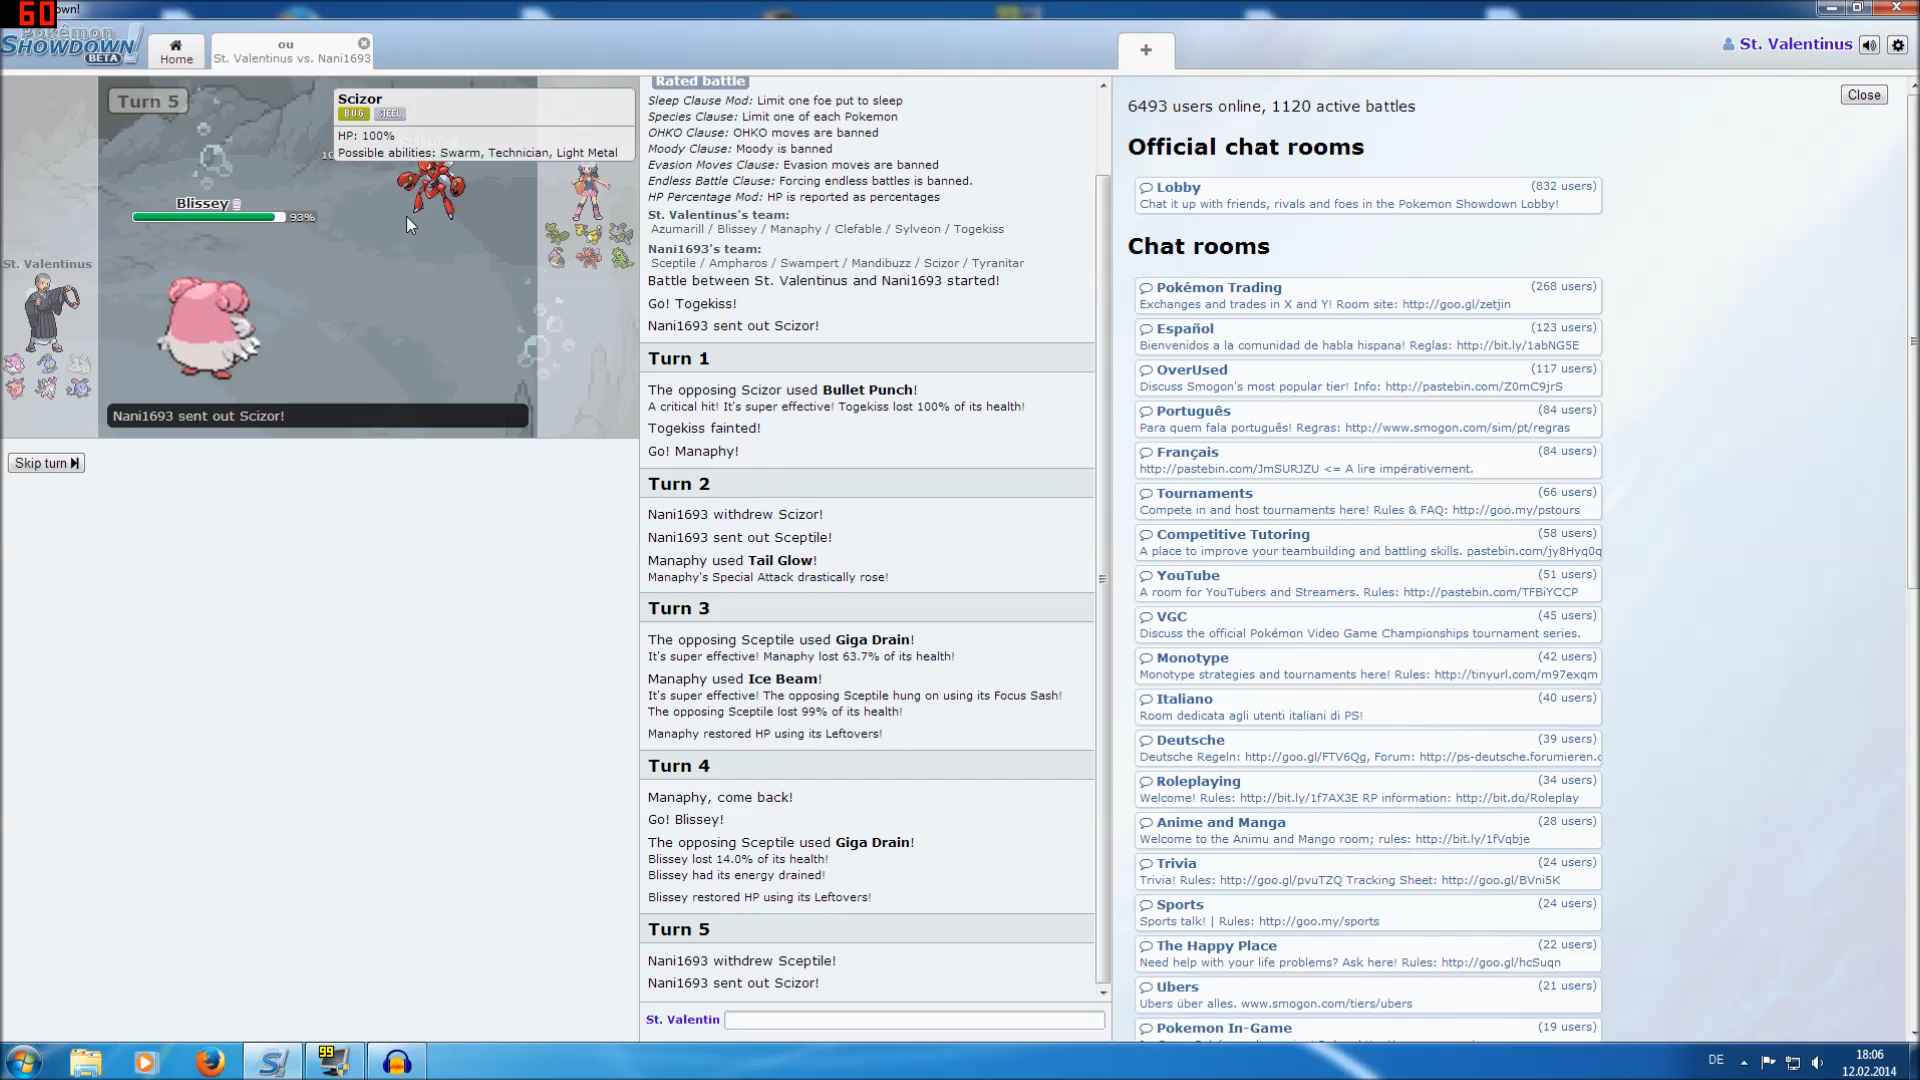 60
own!
Pokémon
SHOWDOWN!
BETA
Home
ou
St. Valentinus vs. Nani1693
+
St. Valentinus
Turn 5
Scizor
BUG STEEL
HP: 100%
Possible abilities: Swarm, Technician, Light Metal
Blissey
93%
St. Valentinus
Nani1693 sent out Scizor!
Skip turn
Rated battle
Sleep Clause Mod: Limit one foe put to sleep
Species Clause: Limit one of each Pokemon
OHKO Clause: OHKO moves are banned
Moody Clause: Moody is banned
Evasion Moves Clause: Evasion moves are banned
Endless Battle Clause: Forcing endless battles is banned.
HP Percentage Mod: HP is reported as percentages
St. Valentinus's team:
Azumarill / Blissey / Manaphy / Clefable / Sylveon / Togekiss
Nani1693's team:
Sceptile / Ampharos / Swampert / Mandibuzz / Scizor / Tyranitar
Battle between St. Valentinus and Nani1693 started!
Go! Togekiss!
Nani1693 sent out Scizor!
Turn 1
The opposing Scizor used Bullet Punch!
A critical hit! It's super effective! Togekiss lost 100% of its health!
Togekiss fainted!
Go! Manaphy!
Turn 2
Nani1693 withdrew Scizor!
Nani1693 sent out Sceptile!
Manaphy used Tail Glow!
Manaphy's Special Attack drastically rose!
Turn 3
The opposing Sceptile used Giga Drain!
It's super effective! Manaphy lost 63.7% of its health!
Manaphy used Ice Beam!
It's super effective! The opposing Sceptile hung on using its Focus Sash!
The opposing Sceptile lost 99% of its health!
Manaphy restored HP using its Leftovers!
Turn 4
Manaphy, come back!
Go! Blissey!
The opposing Sceptile used Giga Drain!
Blissey lost 14.0% of its health!
Blissey had its energy drained!
Blissey restored HP using its Leftovers!
Turn 5
Nani1693 withdrew Sceptile!
Nani1693 sent out Scizor!
St. Valentin
6493 users online, 1120 active battles
Close
Official chat rooms
Lobby (832 users)
Chat it up with friends, rivals and foes in the Pokemon Showdown Lobby!
Chat rooms
Pokémon Trading (268 users)
Exchanges and trades in X and Y! Room site: http://goo.gl/zetjin
Español (123 users)
Bienvenidos a la comunidad de habla hispana! Reglas: http://bit.ly/1abNG5E
OverUsed (117 users)
Discuss Smogon's most popular tier! Info: http://pastebin.com/Z0mC9jrS
Português (84 users)
Para quem fala português! Regras: http://www.smogon.com/sim/pt/regras
Français (84 users)
http://pastebin.com/JmSURJZU <= A lire impérativement.
Tournaments (66 users)
Compete in and host tournaments here! Rules & FAQ: http://goo.my/pstours
Competitive Tutoring (58 users)
A place to improve your teambuilding and battling skills. pastebin.com/jy8Hyq0q
YouTube (51 users)
A room for YouTubers and Streamers. Rules: http://pastebin.com/TFBiYCCP
VGC (45 users)
Discuss the official Pokémon Video Game Championships tournament series.
Monotype (42 users)
Monotype strategies and tournaments here! Rules: http://tinyurl.com/m97exqm
Italiano (40 users)
Room dedicata agli utenti italiani di PS!
Deutsche (39 users)
Deutsche Regeln: http://goo.gl/FTV6Qg, Forum: http://ps-deutsche.forumieren.c
Roleplaying (34 users)
Welcome! Rules: http://bit.ly/1f7AX3E RP information: http://bit.do/Roleplay
Anime and Manga (28 users)
Welcome to the Animu and Mango room; rules: http://bit.ly/1fVqbje
Trivia (24 users)
Trivia! Rules: http://goo.gl/pvuTZQ Tracking Sheet: http://goo.gl/BVni5K
Sports (24 users)
Sports talk! | Rules: http://goo.my/sports
The Happy Place (22 users)
Need help with your life problems? Ask here! Rules: http://goo.gl/hcSuqn
Ubers (21 users)
Ubers über alles. www.smogon.com/tiers/ubers
Pokemon In-Game (19 users)
99
DE
18:06
12.02.2014